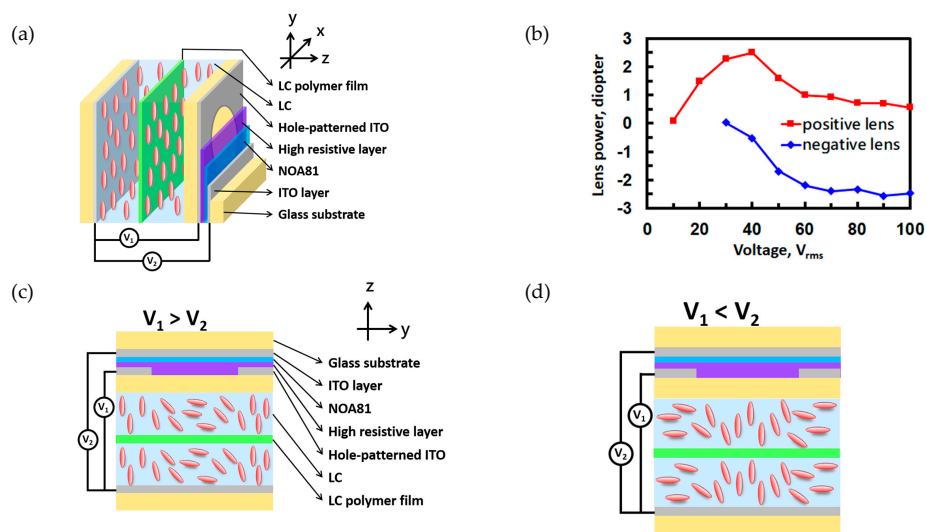 (a)
y
x
z
LC polymer film
LC
Hole-patterned ITO
High resistive layer
NOA81
ITO layer
Glass substrate
V1
V2
(b)
Lens power, diopter
3
2
1
0
-1
-2
-3
positive lens
negative lens
0 20 40 60 80 100
Voltage, Vrms
(c)
V1 > V2
z
y
Glass substrate
ITO layer
NOA81
High resistive layer
Hole-patterned ITO
LC
LC polymer film
V1
V2
(d)
V1 < V2
V1
V2